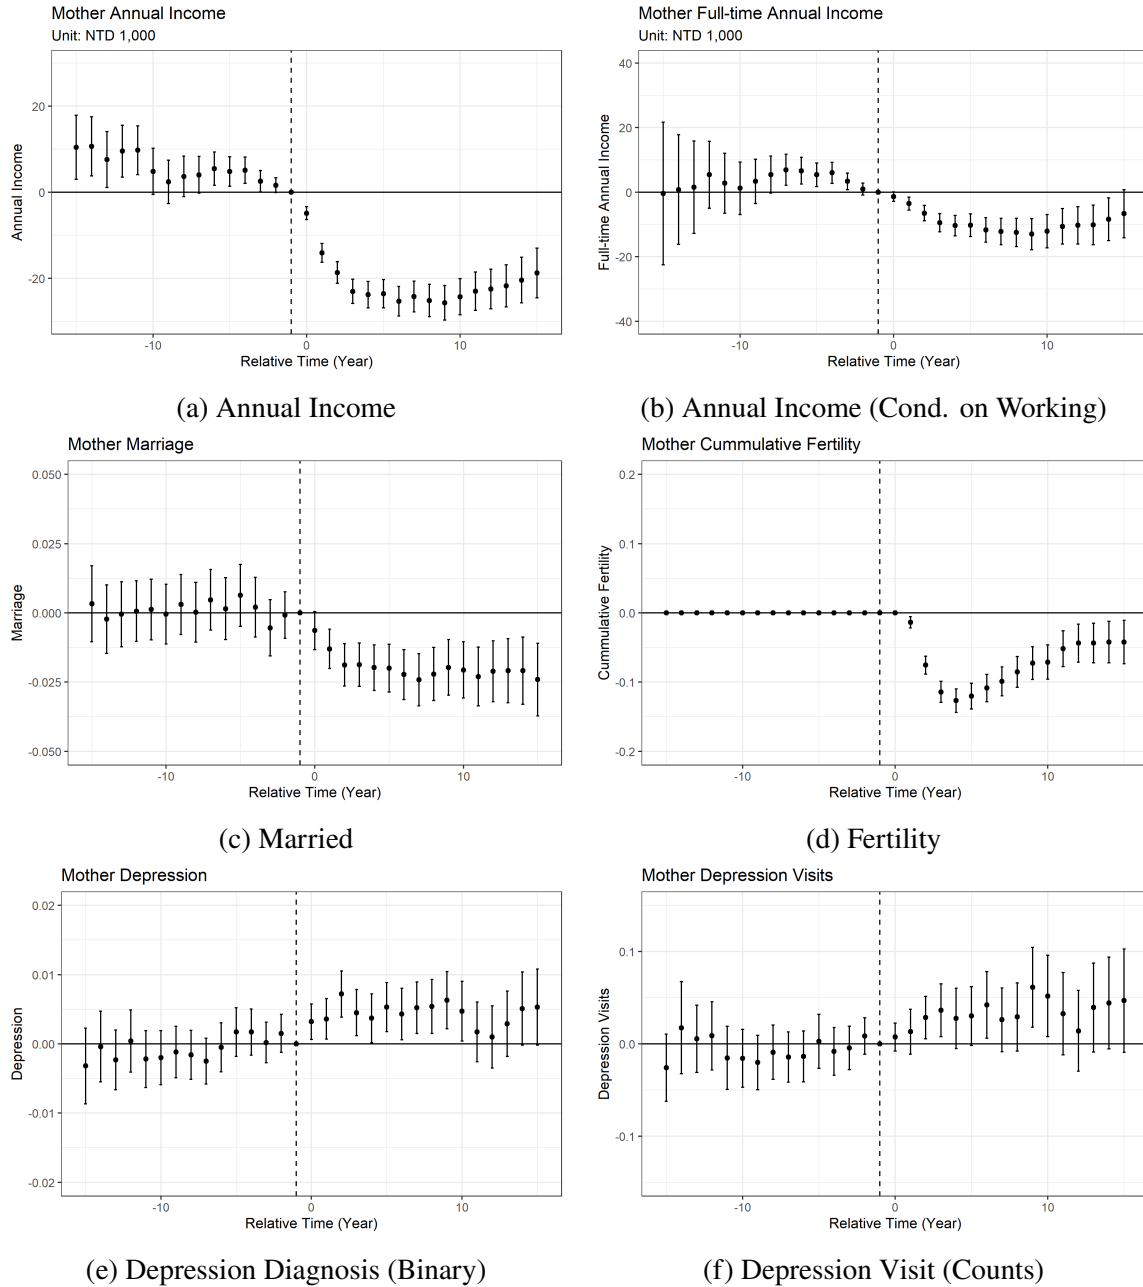 Mother Annual Income
Unit: NTD 1,000
20
0
-20
Annual Income
-10
0
10
Relative Time (Year)
(a) Annual Income
Mother Full-time Annual Income
Unit: NTD 1,000
40
20
0
-20
-40
Full-time Annual Income
-10
0
10
Relative Time (Year)
(b) Annual Income (Cond. on Working)
Mother Marriage
0.050
0.025
0.000
-0.025
-0.050
Marriage
-10
0
10
Relative Time (Year)
(c) Married
Mother Cummulative Fertility
0.2
0.1
0.0
-0.1
-0.2
Cummulative Fertility
-10
0
10
Relative Time (Year)
(d) Fertility
Mother Depression
0.02
0.01
0.00
-0.01
-0.02
Depression
-10
0
10
Relative Time (Year)
(e) Depression Diagnosis (Binary)
Mother Depression Visits
0.1
0.0
-0.1
Depression Visits
-10
0
10
Relative Time (Year)
(f) Depression Visit (Counts)